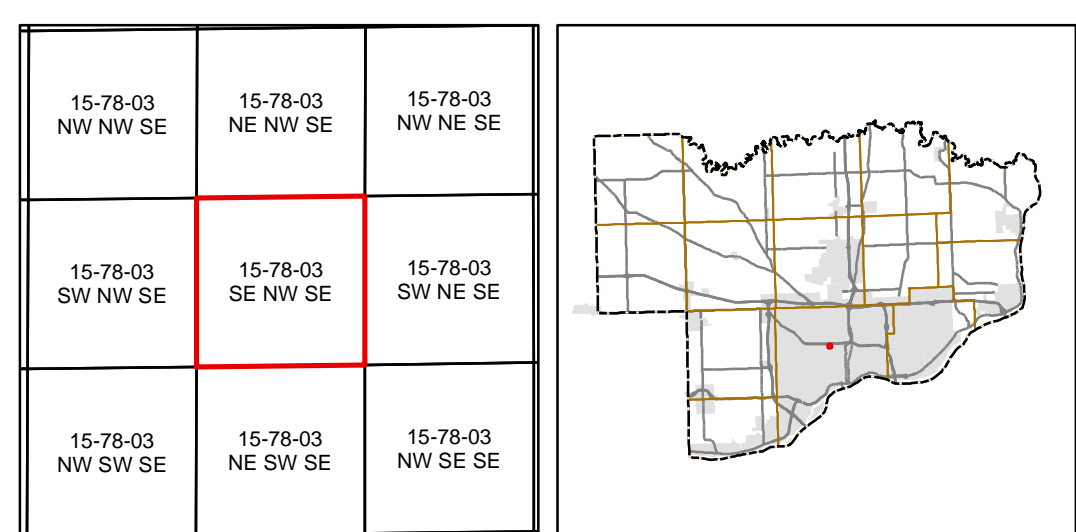 15-78-03
NW NW SE
15-78-03
NE NW SE
15-78-03
NW NE SE
15-78-03
SW NW SE
15-78-03
SE NW SE
15-78-03
SW NE SE
15-78-03
NW SW SE
15-78-03
NE SW SE
15-78-03
NW SE SE